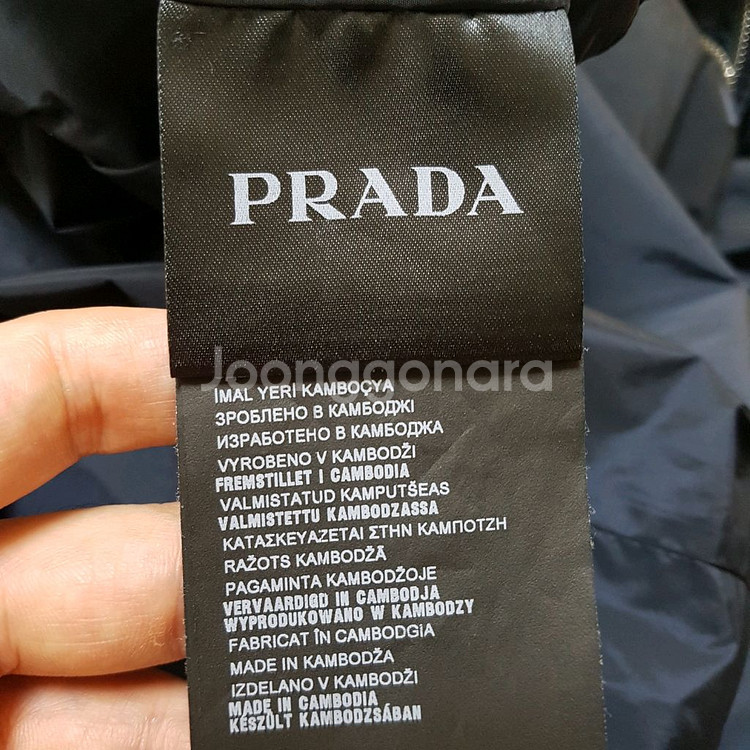 PRADA
Joonggonara
İMAL YERİ KAMBOÇYA
ЗРОБЛЕНО В КАМБОДЖІ
ИЗРАБОТЕНО В КАМБОДЖА
VYROBENO V KAMBODŽI
FREMSTILLET I CAMBODIA
VALMISTATUD KAMPUTŠEAS
VALMISTETTU KAMBODZASSA
ΚΑΤΑΣΚΕΥΑΖΕΤΑΙ ΣΤΗΝ ΚΑΜΠΟΤΖΗ
RAŽOTS KAMBODŽĀ
PAGAMINTA KAMBODŽOJE
VERVAARDIGD IN CAMBODJA
WYPRODUKOWANO W KAMBODZY
FABRICAT ÎN CAMBODGIA
MADE IN KAMBODŽA
IZDELANO V KAMBODŽI
MADE IN CAMBODIA
KÉSZÜLT KAMBODZSÁBAN